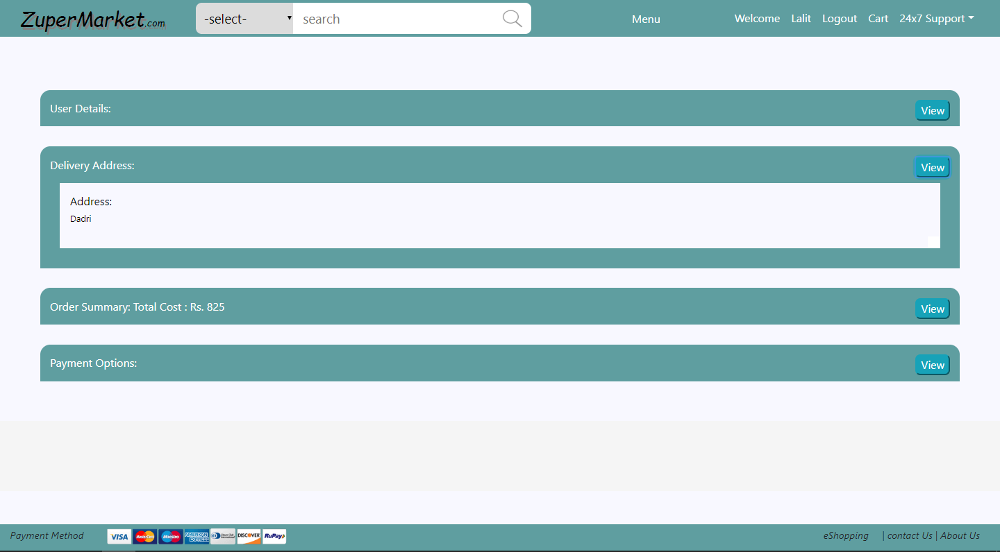 ZuperMarket.com -select- search Menu Welcome Lalit Logout Cart 24x7 Support
User Details: View
Delivery Address: View
Address:
Dadri
Order Summary: Total Cost : Rs. 825 View
Payment Options: View
Payment Method VISA MasterCard Maestro AMERICAN EXPRESS DISCOVER RuPay eShopping | contact Us | About Us